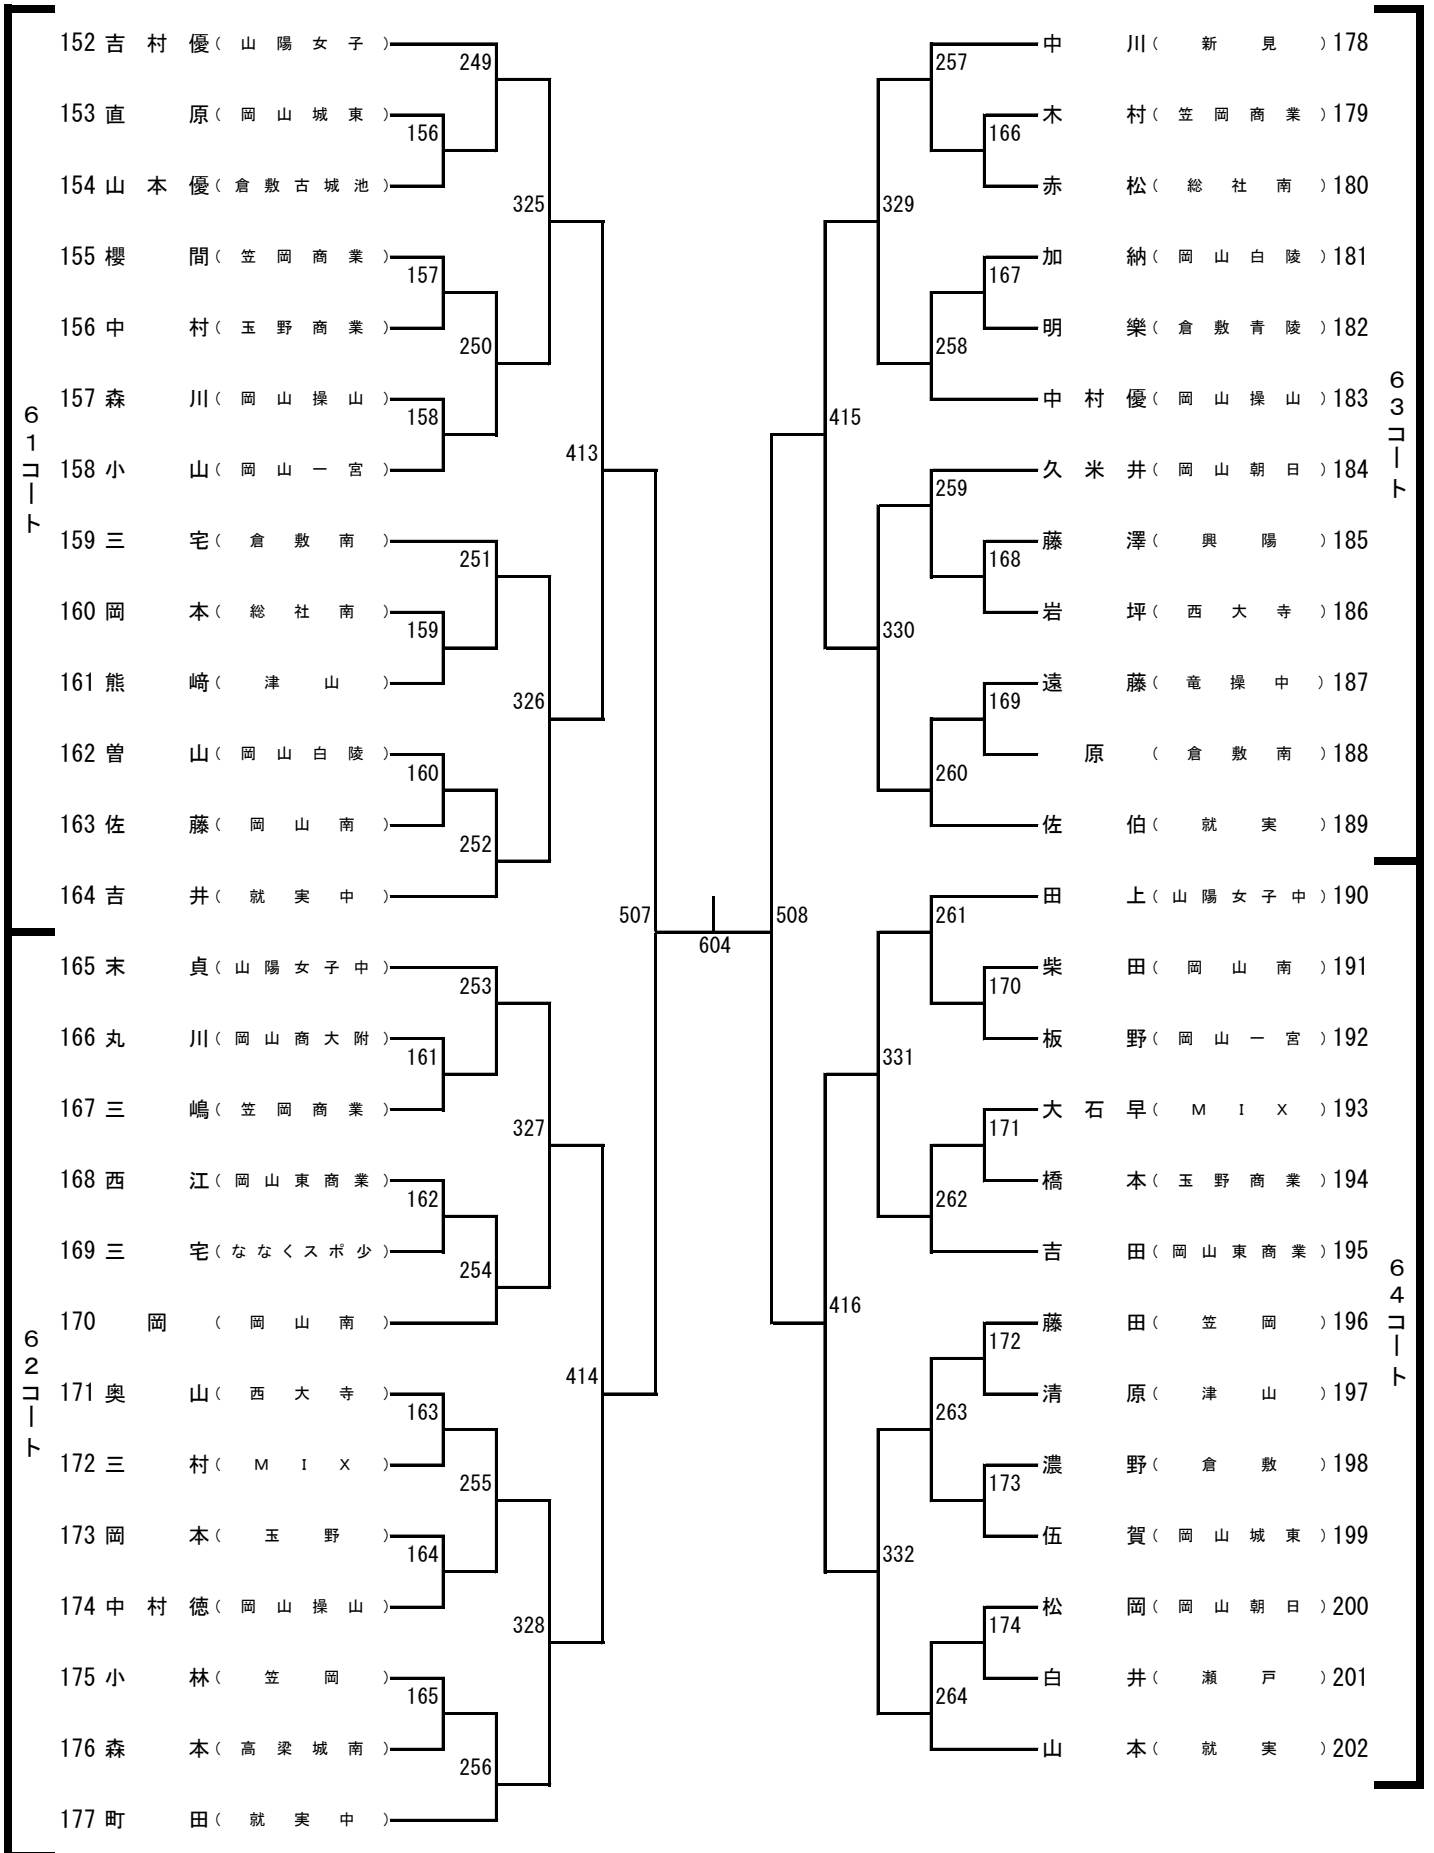 61コート
152 吉村優(山陽女子)
249
153 直原(岡山城東)
156
154 山本優(倉敷古城池)
325
155 櫻間(笠岡商業)
157
156 中村(玉野商業)
250
157 森川(岡山操山)
158
158 小山(岡山一宮)
413
159 三宅(倉敷南)
251
160 岡本(総社南)
159
161 熊﨑(津山)
326
162 曽山(岡山白陵)
160
163 佐藤(岡山南)
252
164 吉井(就実中)
507
62コート
165 末貞(山陽女子中)
253
166 丸川(岡山商大附)
161
167 三嶋(笠岡商業)
327
168 西江(岡山東商業)
162
169 三宅(ななくスポ少)
254
170 岡(岡山南)
414
171 奥山(西大寺)
163
172 三村(MIX)
255
173 岡本(玉野)
164
174 中村徳(岡山操山)
328
175 小林(笠岡)
165
176 森本(高梁城南)
256
177 町田(就実中)
604
63コート
中川(新見)178
257
木村(笠岡商業)179
166
赤松(総社南)180
329
加納(岡山白陵)181
167
明樂(倉敷青陵)182
258
中村優(岡山操山)183
415
久米井(岡山朝日)184
259
藤澤(興陽)185
168
岩坪(西大寺)186
330
遠藤(竜操中)187
169
原(倉敷南)188
260
佐伯(就実)189
508
64コート
田上(山陽女子中)190
261
柴田(岡山南)191
170
板野(岡山一宮)192
331
大石早(MIX)193
171
橋本(玉野商業)194
262
吉田(岡山東商業)195
416
藤田(笠岡)196
172
清原(津山)197
263
濃野(倉敷)198
173
伍賀(岡山城東)199
332
松岡(岡山朝日)200
174
白井(瀬戸)201
264
山本(就実)202